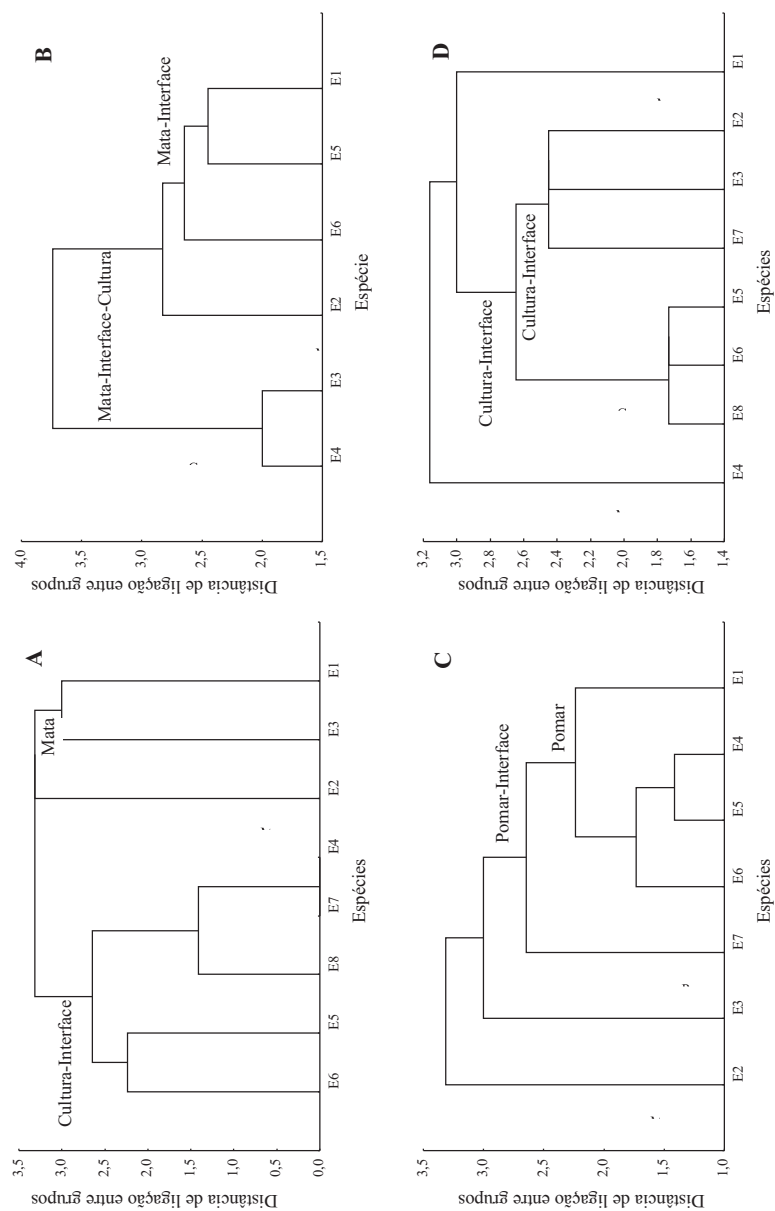 A
Distância de ligação entre grupos
3,5
3,0
2,5
2,0
1,5
1,0
0,5
0,0
Cultura-Interface
Mata
E6 E5 E8 E7 E4 E2 E3 E1
Espécies
B
Distância de ligação entre grupos
4,0
3,5
3,0
2,5
2,0
1,5
Mata-Interface-Cultura
Mata-Interface
E4 E3 E2 E6 E5 E1
Espécie
C
Distância de ligação entre grupos
3,5
3,0
2,5
2,0
1,5
1,0
Pomar-Interface
Pomar
E2 E3 E7 E6 E5 E4 E1
Espécies
D
Distância de ligação entre grupos
3,2
3,0
2,8
2,6
2,4
2,2
2,0
1,8
1,6
1,4
Cultura-Interface
Cultura-Interface
E4 E8 E6 E5 E7 E3 E2 E1
Espécies